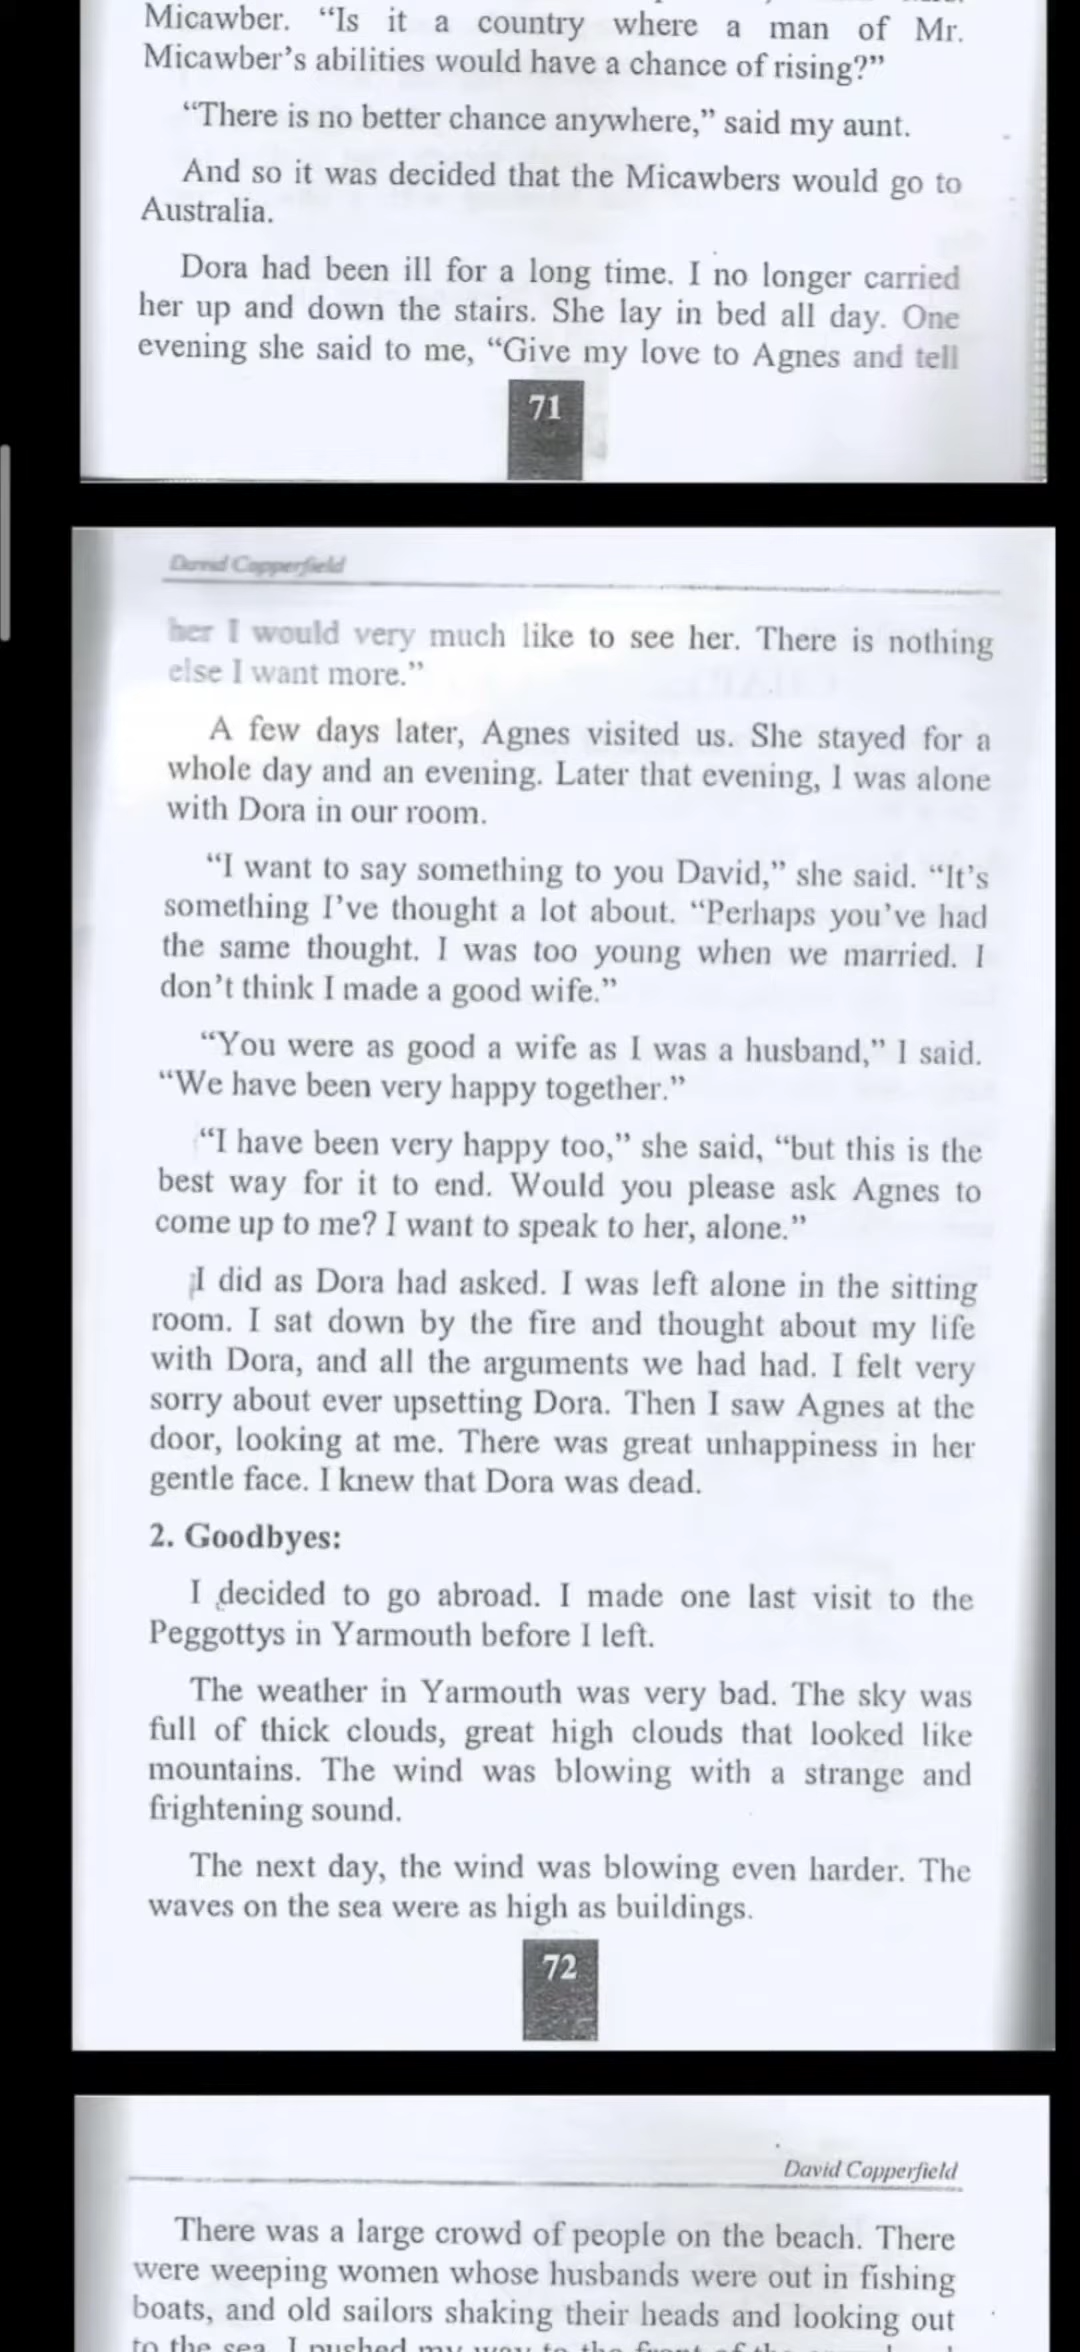 Micawber. “Is it a country where a man of Mr.
Micawber’s abilities would have a chance of rising?”
“There is no better chance anywhere,” said my aunt.
And so it was decided that the Micawbers would go to
Australia.
Dora had been ill for a long time. I no longer carried
her up and down the stairs. She lay in bed all day. One
evening she said to me, “Give my love to Agnes and tell
71
David Copperfield
her I would very much like to see her. There is nothing
else I want more.”
A few days later, Agnes visited us. She stayed for a
whole day and an evening. Later that evening, I was alone
with Dora in our room.
“I want to say something to you David,” she said. “It’s
something I’ve thought a lot about. “Perhaps you’ve had
the same thought. I was too young when we married. I
don’t think I made a good wife.”
“You were as good a wife as I was a husband,” I said.
“We have been very happy together.”
“I have been very happy too,” she said, “but this is the
best way for it to end. Would you please ask Agnes to
come up to me? I want to speak to her, alone.”
I did as Dora had asked. I was left alone in the sitting
room. I sat down by the fire and thought about my life
with Dora, and all the arguments we had had. I felt very
sorry about ever upsetting Dora. Then I saw Agnes at the
door, looking at me. There was great unhappiness in her
gentle face. I knew that Dora was dead.
2. Goodbyes:
I decided to go abroad. I made one last visit to the
Peggottys in Yarmouth before I left.
The weather in Yarmouth was very bad. The sky was
full of thick clouds, great high clouds that looked like
mountains. The wind was blowing with a strange and
frightening sound.
The next day, the wind was blowing even harder. The
waves on the sea were as high as buildings.
72
David Copperfield
There was a large crowd of people on the beach. There
were weeping women whose husbands were out in fishing
boats, and old sailors shaking their heads and looking out
to the sea. I pushed my way to the front of the